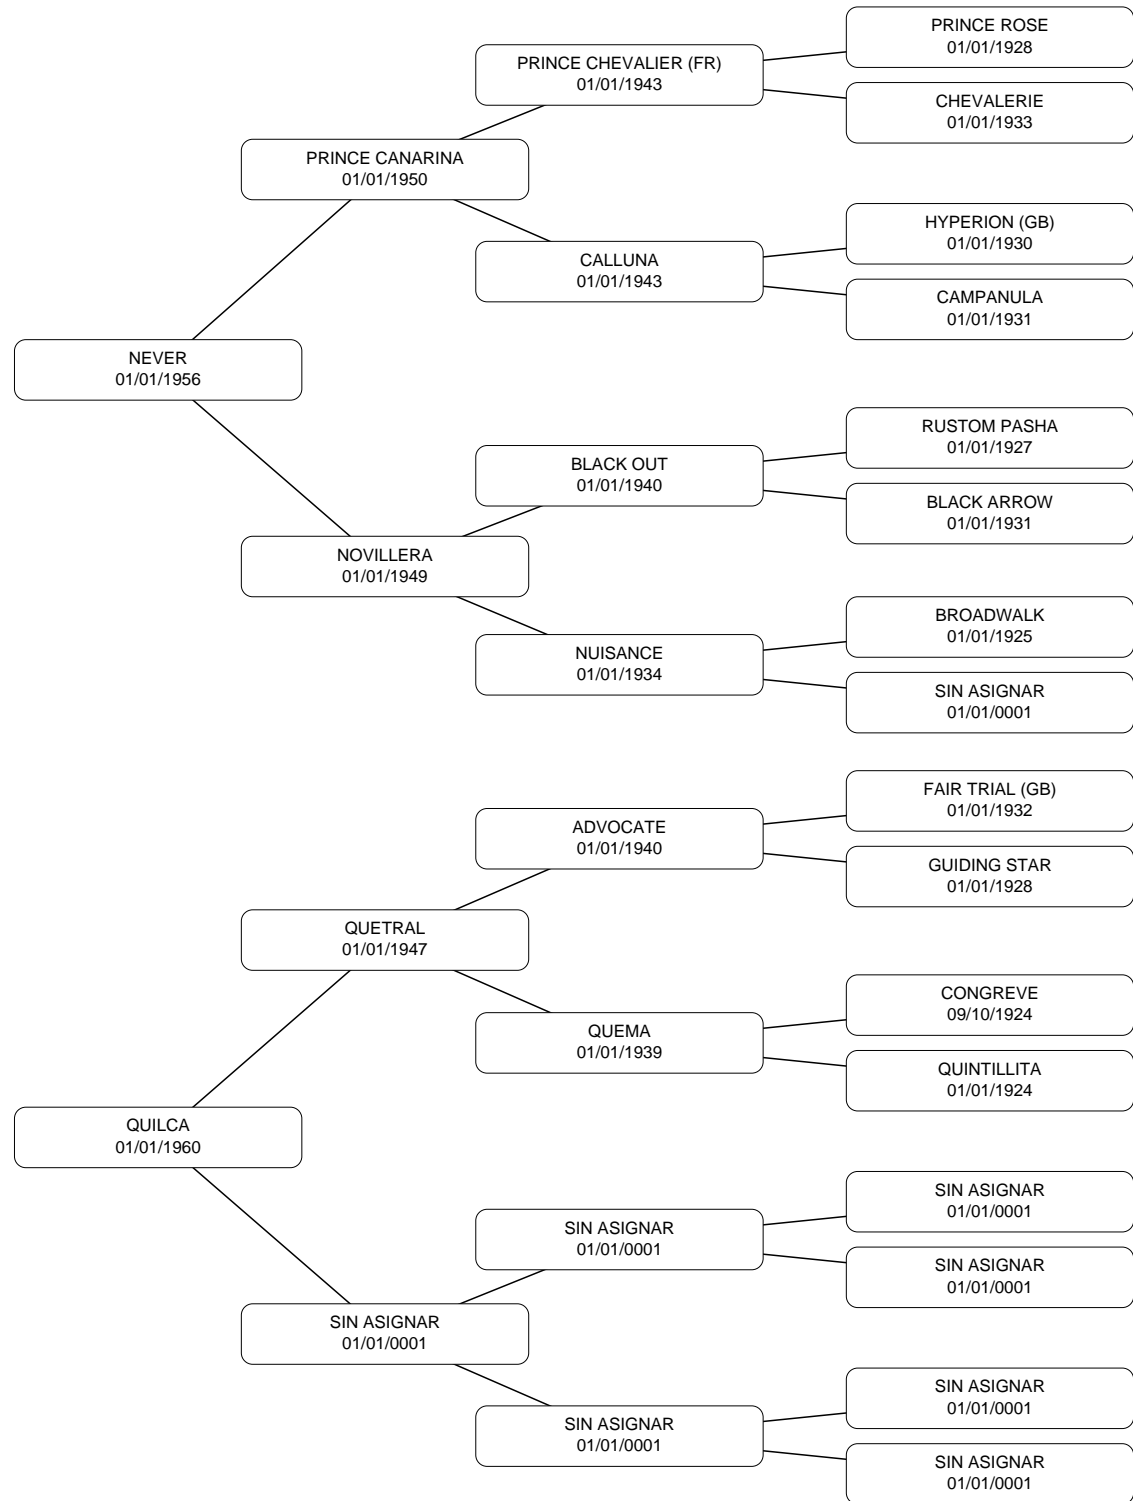 PRINCE ROSE
01/01/1928
PRINCE CHEVALIER (FR)
01/01/1943
CHEVALERIE
01/01/1933
PRINCE CANARINA
01/01/1950
HYPERION (GB)
01/01/1930
CALLUNA
01/01/1943
CAMPANULA
01/01/1931
NEVER
01/01/1956
RUSTOM PASHA
01/01/1927
BLACK OUT
01/01/1940
BLACK ARROW
01/01/1931
NOVILLERA
01/01/1949
BROADWALK
01/01/1925
NUISANCE
01/01/1934
SIN ASIGNAR
01/01/0001
FAIR TRIAL (GB)
01/01/1932
ADVOCATE
01/01/1940
GUIDING STAR
01/01/1928
QUETRAL
01/01/1947
CONGREVE
09/10/1924
QUEMA
01/01/1939
QUINTILLITA
01/01/1924
QUILCA
01/01/1960
SIN ASIGNAR
01/01/0001
SIN ASIGNAR
01/01/0001
SIN ASIGNAR
01/01/0001
SIN ASIGNAR
01/01/0001
SIN ASIGNAR
01/01/0001
SIN ASIGNAR
01/01/0001
SIN ASIGNAR
01/01/0001